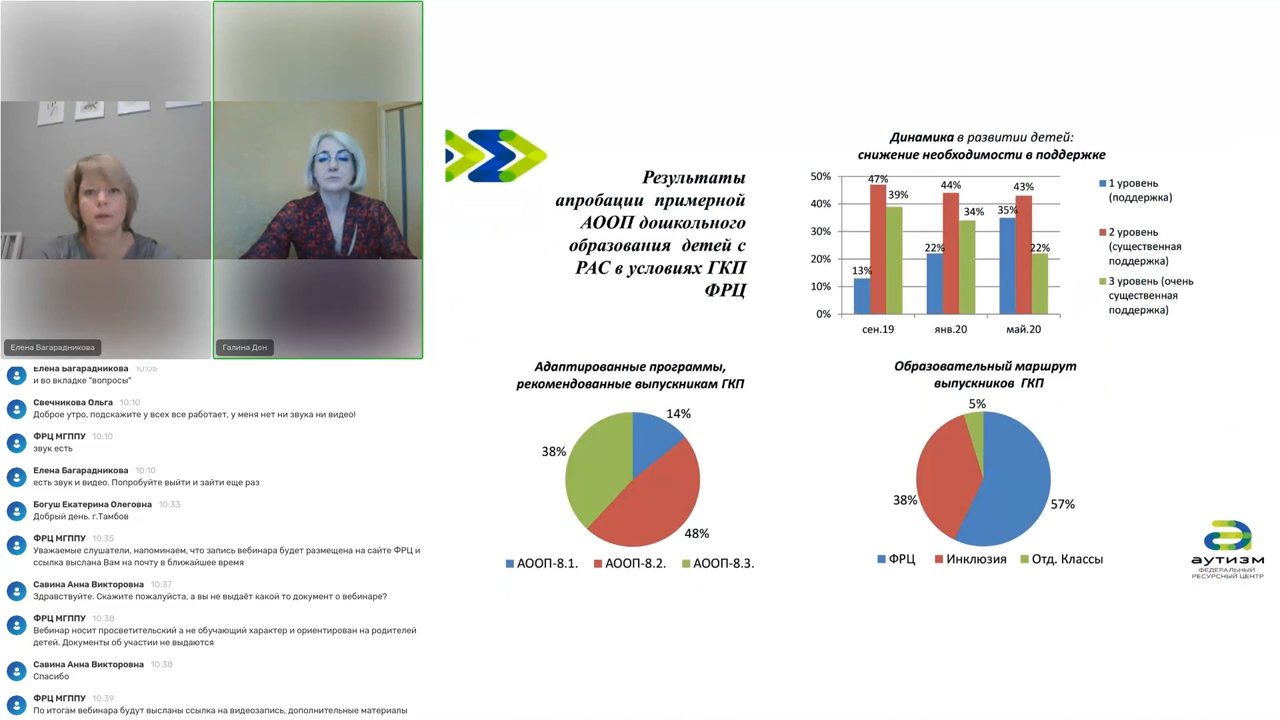 Елена Багарадникова
Галина Дон
Елена Багарадникова 10:05
и во вкладке "вопросы"
Свечникова Ольга 10:10
Доброе утро, подскажите у всех все работает, у меня нет ни звука ни видео!
ФРЦ МГППУ 10:10
звук есть
Елена Багарадникова 10:10
есть звук и видео. Попробуйте выйти и зайти еще раз
Богуш Екатерина Олеговна 10:33
Добрый день. г.Тамбов
ФРЦ МГППУ 10:35
Уважаемые слушатели, напоминаем, что запись вебинара будет размещена на сайте ФРЦ и
ссылка выслана Вам на почту в ближайшее время
Савина Анна Викторовна 10:37
Здравствуйте. Скажите пожалуйста, а вы не выдаёт какой то документ о вебинаре?
ФРЦ МГППУ 10:38
Вебинар носит просветительский а не обучающий характер и ориентирован на родителей
детей. Документы об участии не выдаются
Савина Анна Викторовна 10:38
Спасибо
ФРЦ МГППУ 10:39
По итогам вебинара будут высланы ссылка на видеозапись, дополнительные материалы
Результаты
апробации примерной
АООП дошкольного
образования детей с
РАС в условиях ГКП
ФРЦ
Динамика в развитии детей:
снижение необходимости в поддержке
50%
40%
30%
20%
10%
0%
13%
47%
39%
22%
44%
34%
35%
43%
22%
сен.19
янв.20
май.20
1 уровень
(поддержка)
2 уровень
(существенная
поддержка)
3 уровень (очень
существенная
поддержка)
Адаптированные программы,
рекомендованные выпускникам ГКП
14%
38%
48%
АООП-8.1. АООП-8.2. АООП-8.3.
Образовательный маршрут
выпускников ГКП
5%
38%
57%
ФРЦ Инклюзия Отд. Классы
аутизм
ФЕДЕРАЛЬНЫЙ
РЕСУРСНЫЙ ЦЕНТР